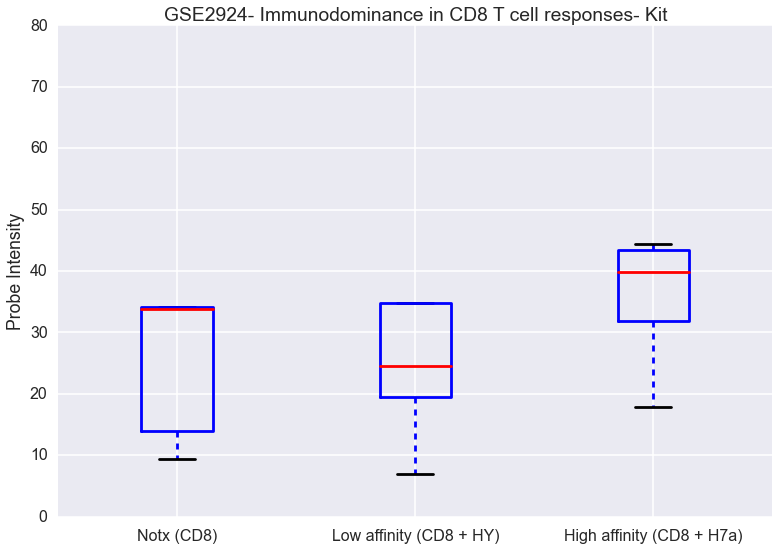 GSE2924- Immunodominance in CD8 T cell responses- Kit
80
70
60
50
40
30
20
10
0
Probe Intensity
Notx (CD8)
Low affinity (CD8 + HY)
High affinity (CD8 + H7a)